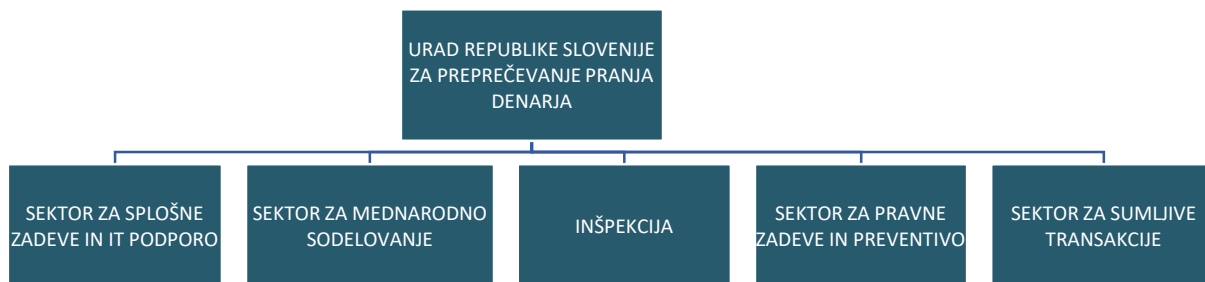 URAD REPUBLIKE SLOVENIJE
ZA PREPREČEVANJE PRANJA
DENARJA
SEKTOR ZA SPLOŠNE
ZADEVE IN IT PODPORO
SEKTOR ZA MEDNARODNO
SODELOVANJE
INŠPEKCIJA
SEKTOR ZA PRAVNE
ZADEVE IN PREVENTIVO
SEKTOR ZA SUMLJIVE
TRANSAKCIJE